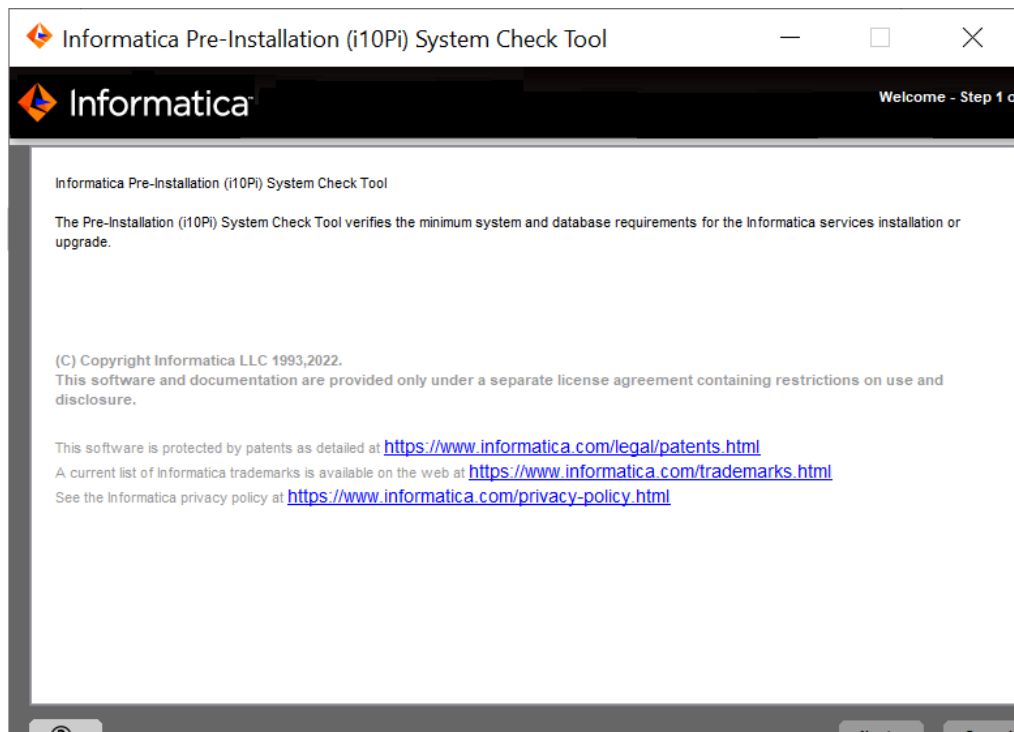 Informatica Pre-Installation (i10Pi) System Check Tool
Informatica
Welcome - Step 1 o
Informatica Pre-Installation (i10Pi) System Check Tool
The Pre-Installation (i10Pi) System Check Tool verifies the minimum system and database requirements for the Informatica services installation or
upgrade.
(C) Copyright Informatica LLC 1993,2022.
This software and documentation are provided only under a separate license agreement containing restrictions on use and
disclosure.
This software is protected by patents as detailed at https://www.informatica.com/legal/patents.html
A current list of Informatica trademarks is available on the web at https://www.informatica.com/trademarks.html
See the Informatica privacy policy at https://www.informatica.com/privacy-policy.html